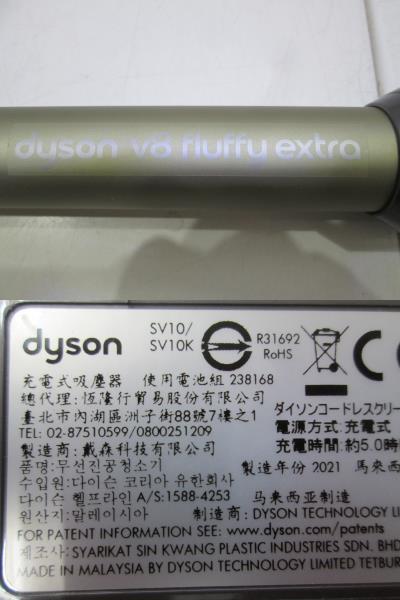 dyson v8 fluffy extra
dyson
SV10/
SV10K
R31692
RoHS
充電式吸塵器 使用電池組 238168
總代理：恆隆行貿易股份有限公司
臺北市內湖區洲子街88號7樓之1
TEL: 02-87510599/0800251209
製造商：戴森科技有限公司
품명:무선진공청소기
수입원:다이슨 코리아 유한회사
다이슨 헬프라인 A/S:1588-4253
원산지:말레이시아
ダイソンコードレスクリー
電源方式：充電式
充電時間：約5.0時
製造年份 2021 馬來西
马来西亚制造
制造商：DYSON TECHNOLOGY LI
FOR PATENT INFORMATION SEE: www.dyson.com/patents
제조사: SYARIKAT SIN KWANG PLASTIC INDUSTRIES SDN. BHD
MADE IN MALAYSIA BY DYSON TECHNOLOGY LIMITED TETBUR